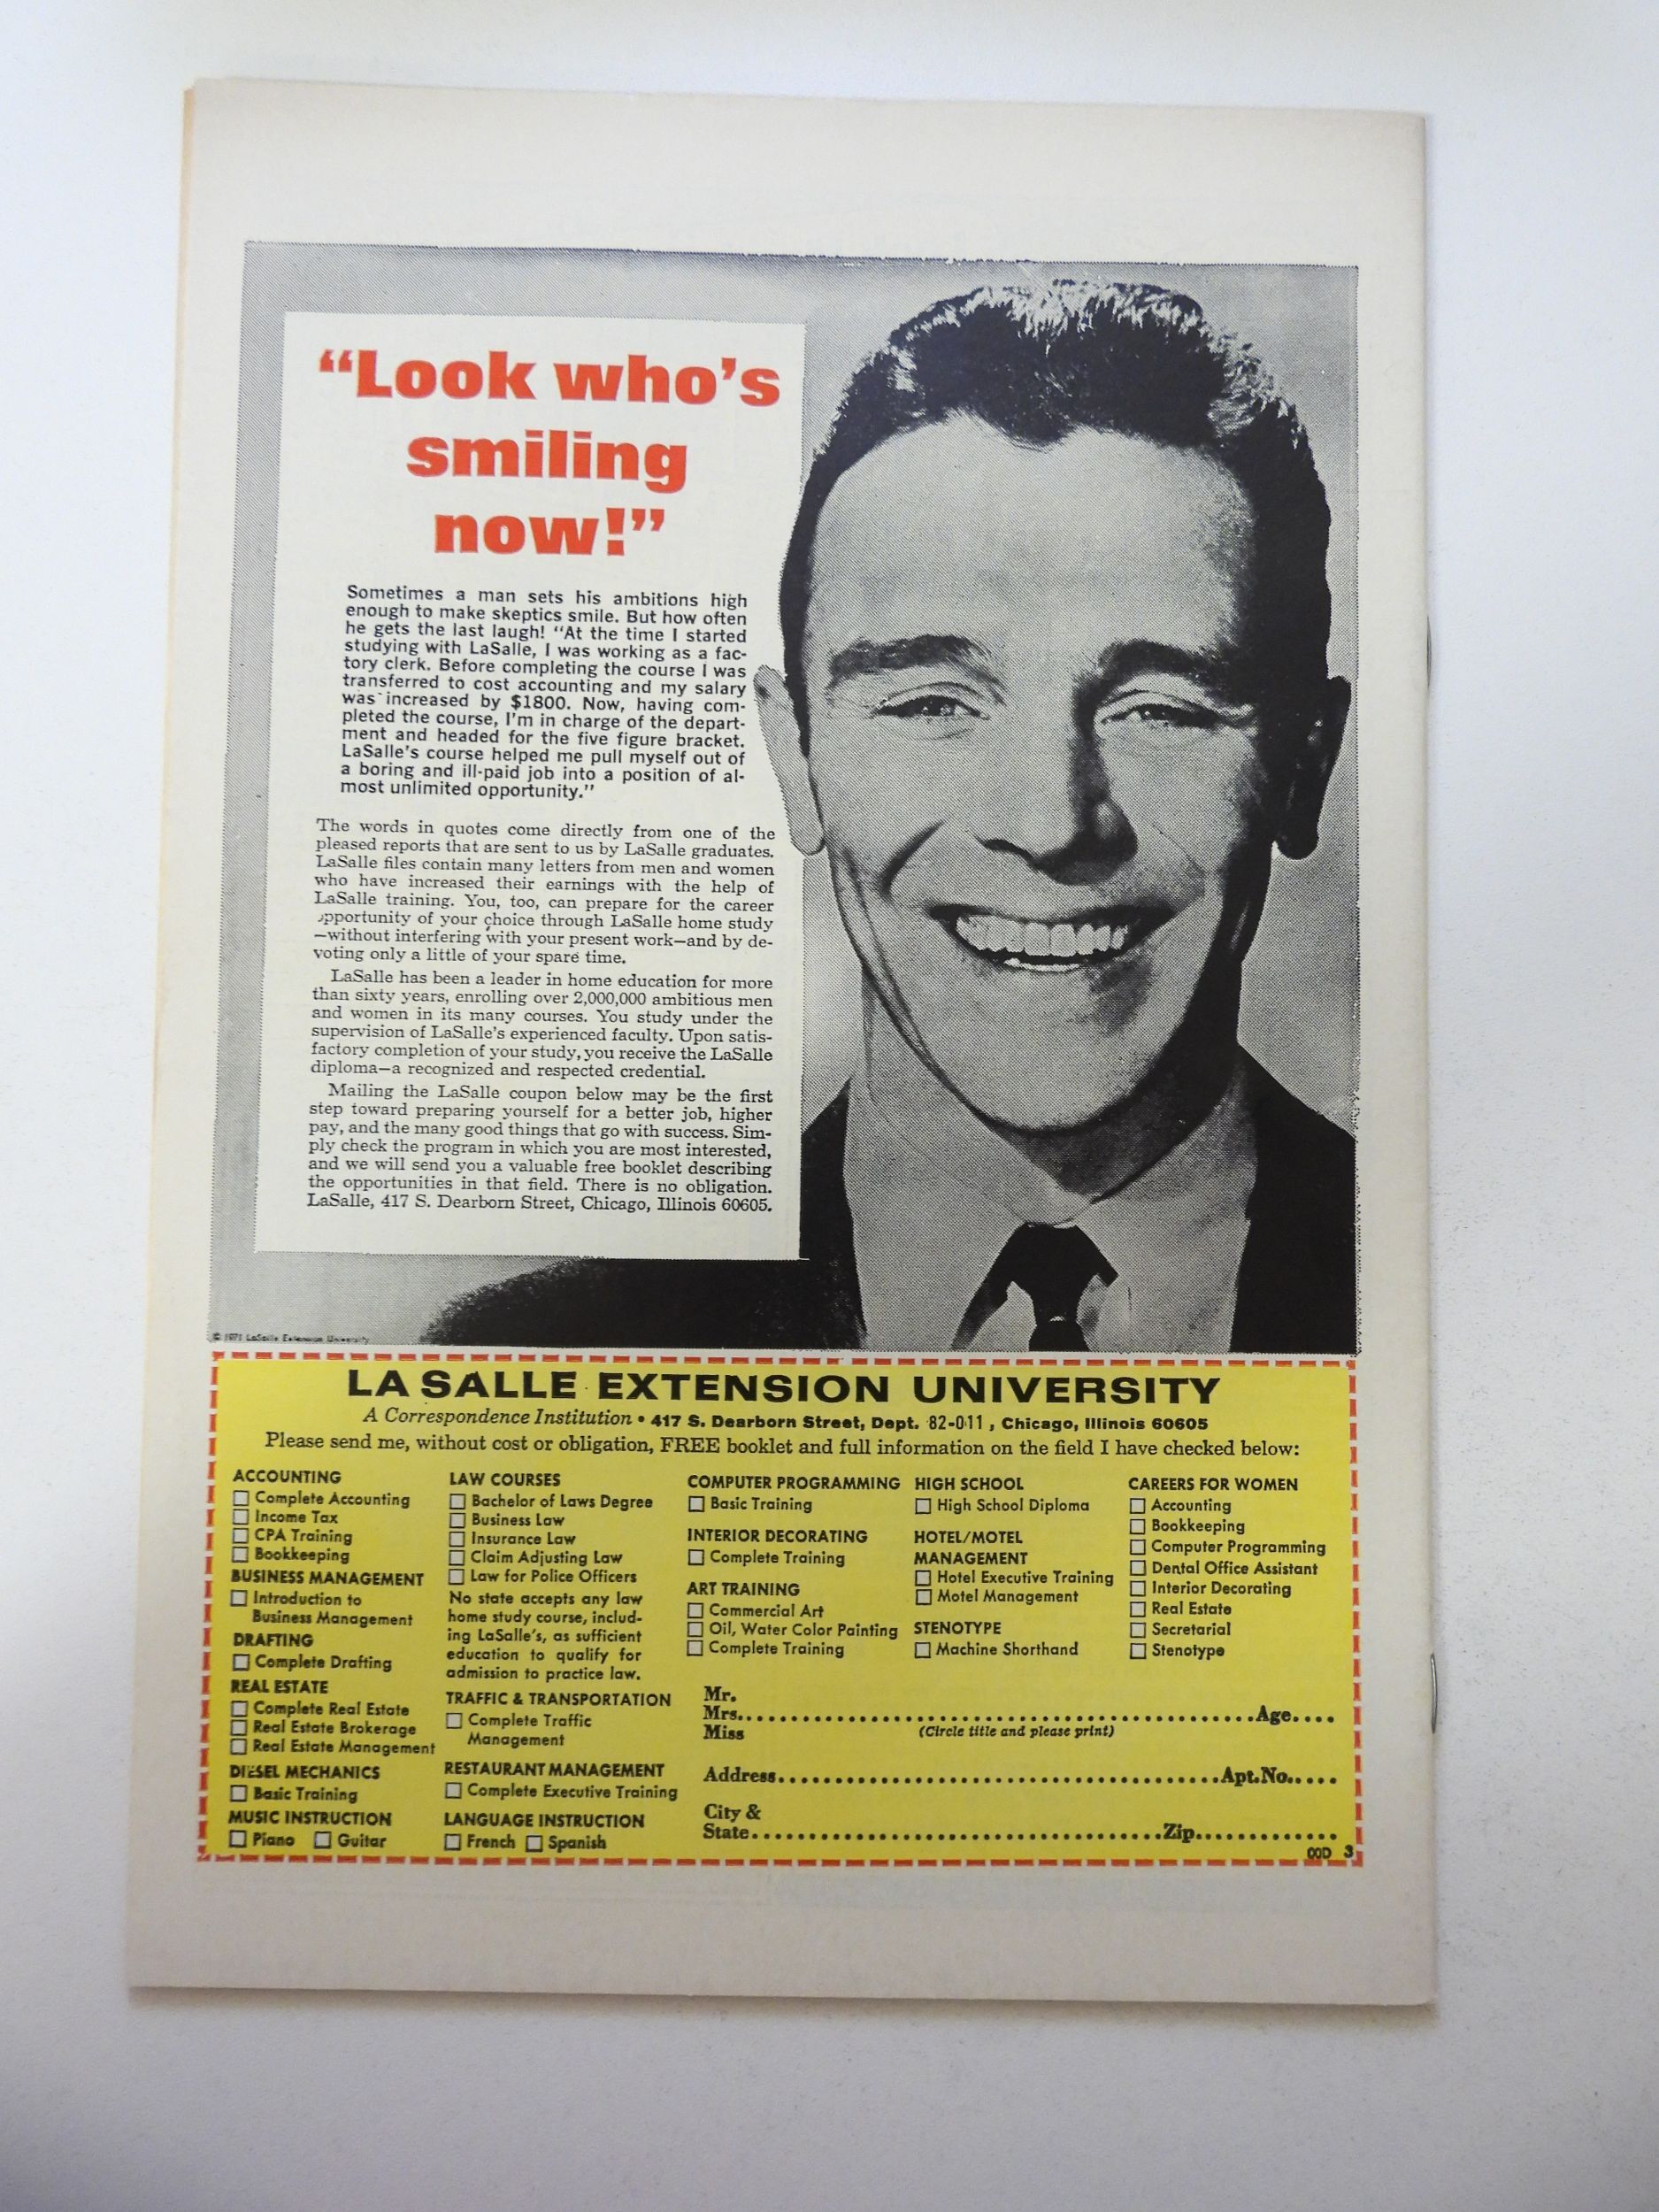 “Look who’s
smiling
now!”
Sometimes a man sets his ambitions high
enough to make skeptics smile. But how often
he gets the last laugh! “At the time I started
studying with LaSalle, I was working as a fac-
tory clerk. Before completing the course I was
transferred to cost accounting and my salary
was increased by $1800. Now, having com-
pleted the course, I’m in charge of the depart-
ment and headed for the five figure bracket.
LaSalle’s course helped me pull myself out of
a boring and ill-paid job into a position of al-
most unlimited opportunity.”
The words in quotes come directly from one of the
pleased reports that are sent to us by LaSalle graduates.
LaSalle files contain many letters from men and women
who have increased their earnings with the help of
LaSalle training. You, too, can prepare for the career
opportunity of your choice through LaSalle home study
—without interfering with your present work—and by de-
voting only a little of your spare time.
LaSalle has been a leader in home education for more
than sixty years, enrolling over 2,000,000 ambitious men
and women in its many courses. You study under the
supervision of LaSalle’s experienced faculty. Upon satis-
factory completion of your study, you receive the LaSalle
diploma—a recognized and respected credential.
Mailing the LaSalle coupon below may be the first
step toward preparing yourself for a better job, higher
pay, and the many good things that go with success. Sim-
ply check the program in which you are most interested,
and we will send you a valuable free booklet describing
the opportunities in that field. There is no obligation.
LaSalle, 417 S. Dearborn Street, Chicago, Illinois 60605.
© 1971 LaSalle Extension University
LA SALLE EXTENSION UNIVERSITY
A Correspondence Institution • 417 S. Dearborn Street, Dept. 82-011, Chicago, Illinois 60605
Please send me, without cost or obligation, FREE booklet and full information on the field I have checked below:
ACCOUNTING
Complete Accounting
Income Tax
CPA Training
Bookkeeping
BUSINESS MANAGEMENT
Introduction to
Business Management
DRAFTING
Complete Drafting
REAL ESTATE
Complete Real Estate
Real Estate Brokerage
Real Estate Management
DIESEL MECHANICS
Basic Training
MUSIC INSTRUCTION
Piano Guitar
LAW COURSES
Bachelor of Laws Degree
Business Law
Insurance Law
Claim Adjusting Law
Law for Police Officers
No state accepts any law
home study course, includ-
ing LaSalle’s, as sufficient
education to qualify for
admission to practice law.
TRAFFIC & TRANSPORTATION
Complete Traffic
Management
RESTAURANT MANAGEMENT
Complete Executive Training
LANGUAGE INSTRUCTION
French Spanish
COMPUTER PROGRAMMING
Basic Training
INTERIOR DECORATING
Complete Training
ART TRAINING
Commercial Art
Oil, Water Color Painting
Complete Training
HIGH SCHOOL
High School Diploma
HOTEL/MOTEL
MANAGEMENT
Hotel Executive Training
Motel Management
STENOTYPE
Machine Shorthand
CAREERS FOR WOMEN
Accounting
Bookkeeping
Computer Programming
Dental Office Assistant
Interior Decorating
Real Estate
Secretarial
Stenotype
Mr.
Mrs. Age
Miss (Circle title and please print)
Address Apt.No.
City &
State Zip
00D 3